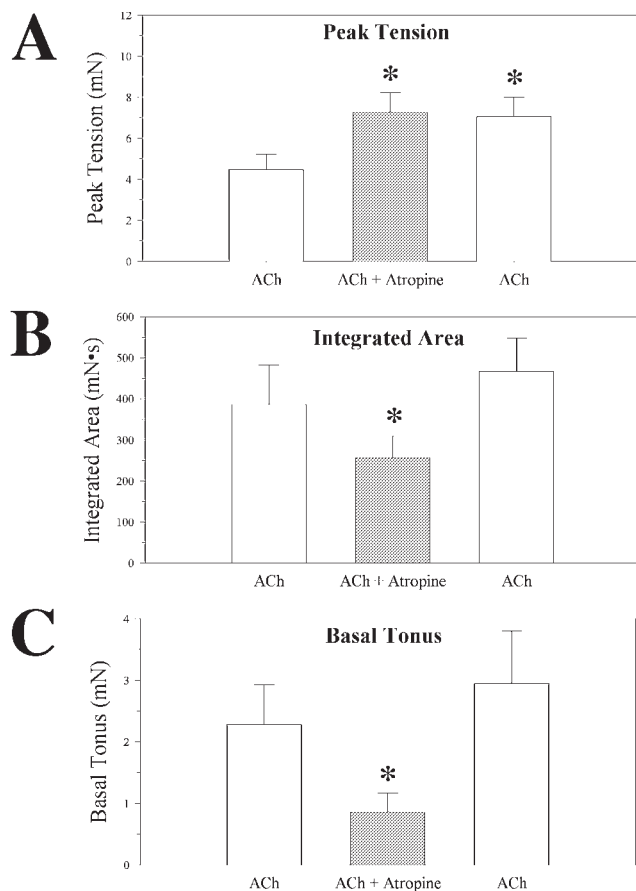 A
Peak Tension
Peak Tension (mN)
12
10
8
6
4
2
0
*
*
ACh
ACh + Atropine
ACh
B
Integrated Area
Integrated Area (mN•s)
600
500
400
300
200
100
0
*
ACh
ACh + Atropine
ACh
C
Basal Tonus
Basal Tonus (mN)
4
3
2
1
0
*
ACh
ACh + Atropine
ACh